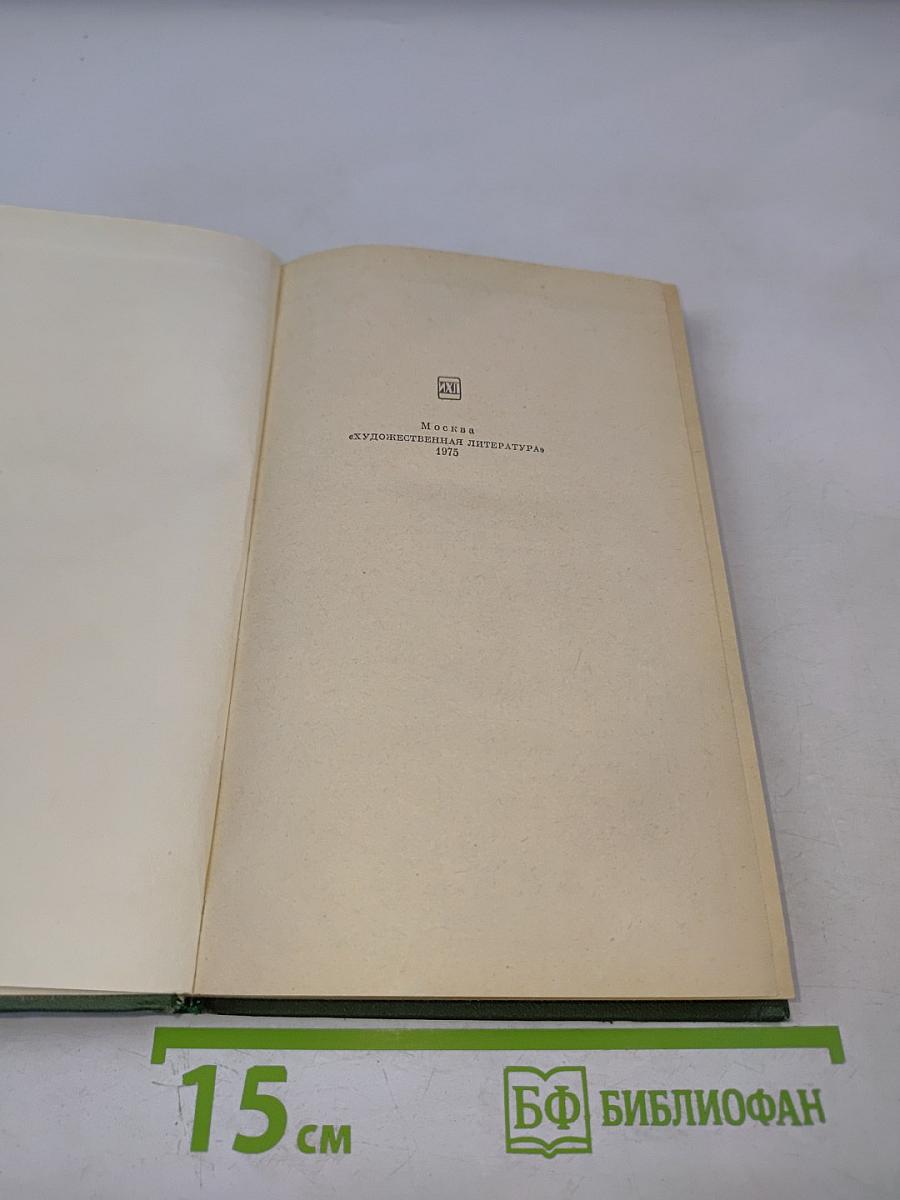 ИХЛ
Москва
«ХУДОЖЕСТВЕННАЯ ЛИТЕРАТУРА»
1975
15 см
БФ БИБЛИОФАН